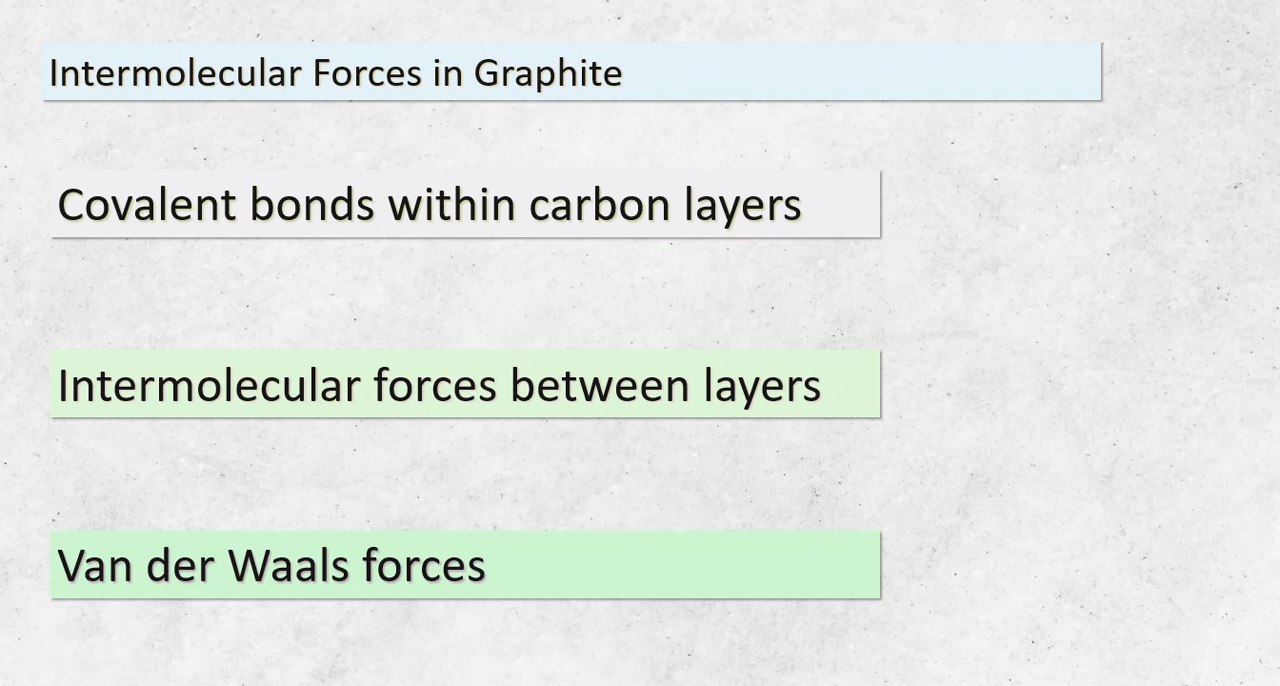 Intermolecular Forces in Graphite
Covalent bonds within carbon layers
Intermolecular forces between layers
Van der Waals forces